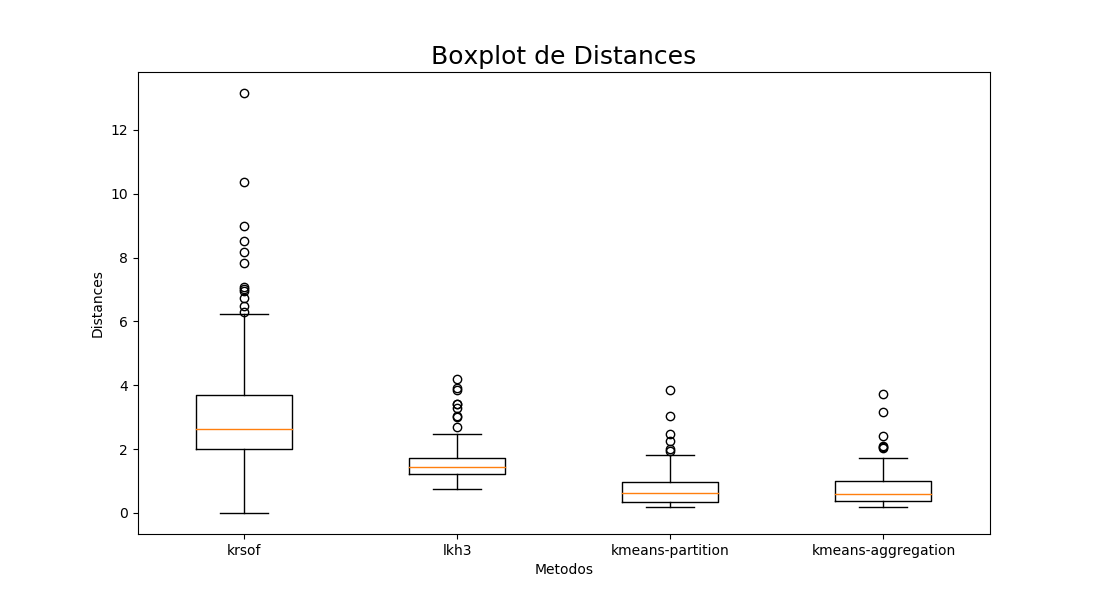 Boxplot de Distances
Distances
12
10
8
6
4
2
0
krsof lkh3 kmeans-partition kmeans-aggregation
Metodos